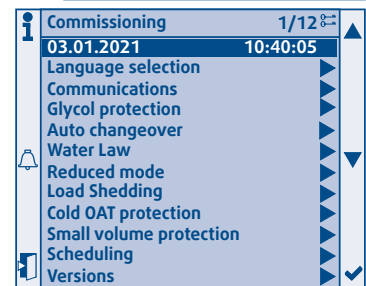 Commissioning 1/12
03.01.2021 10:40:05
Language selection
Communications
Glycol protection
Auto changeover
Water Law
Reduced mode
Load Shedding
Cold OAT protection
Small volume protection
Scheduling
Versions